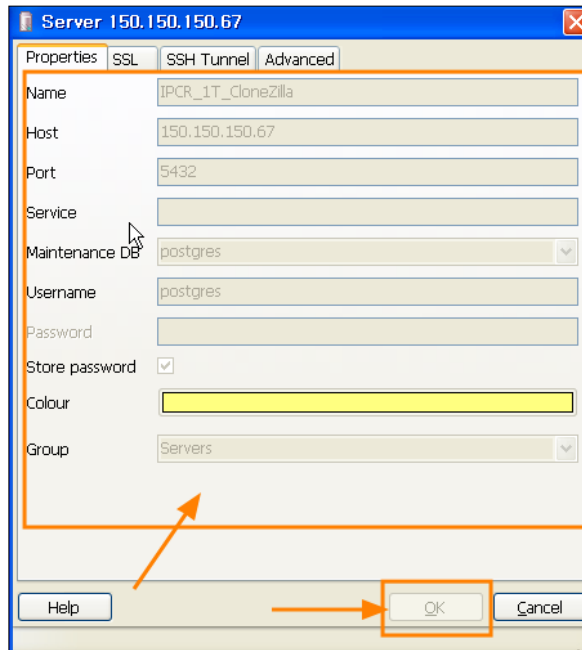 Server 150.150.150.67
Properties SSL SSH Tunnel Advanced
Name IPCR_1T_CloneZilla
Host 150.150.150.67
Port 5432
Service
Maintenance DB postgres
Username postgres
Password
Store password
Colour
Group Servers
Help OK Cancel